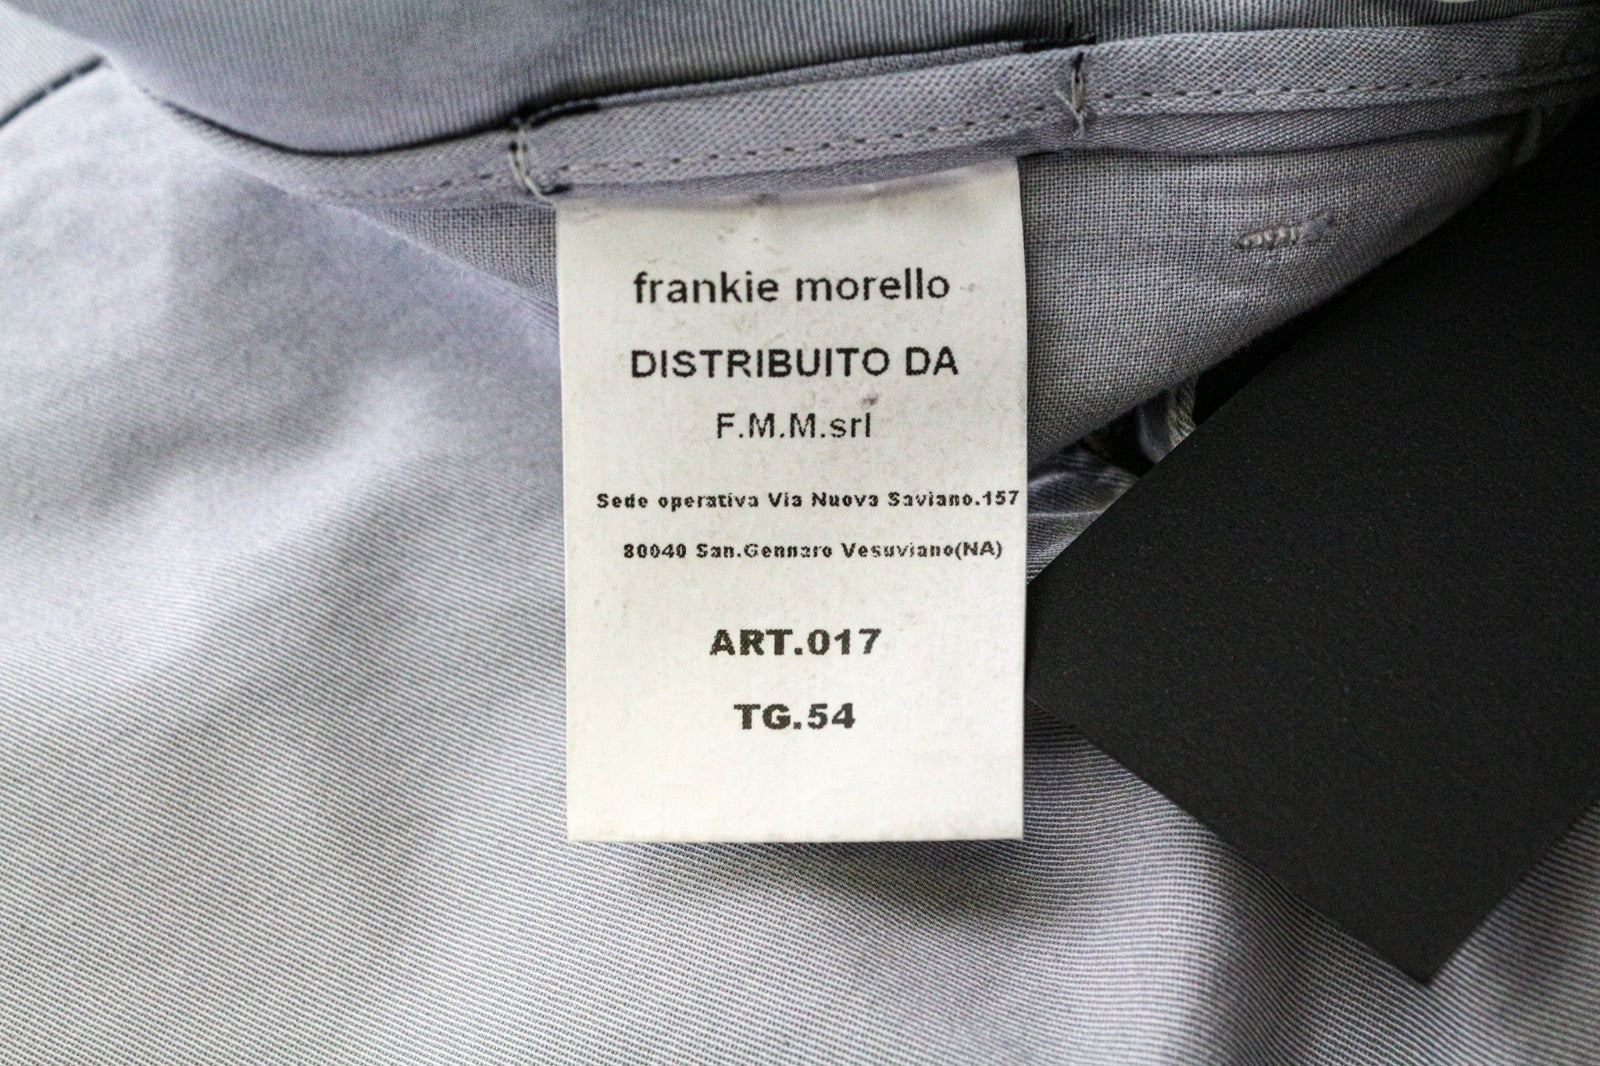 frankie morello
DISTRIBUITO DA
F.M.M.srl
Sede operativa Via Nuova Saviano.157
80040 San.Gennaro Vesuviano(NA)
ART.017
TG.54